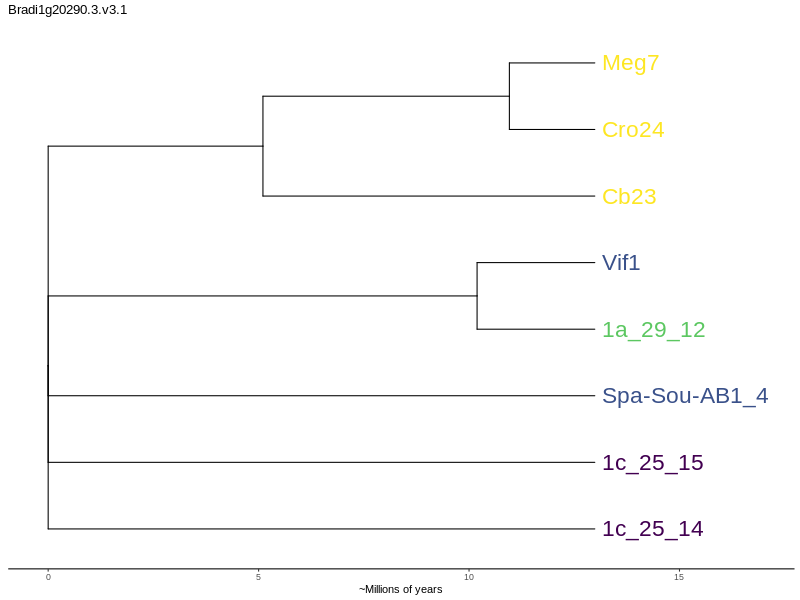 Bradi1g20290.3.v3.1
Meg7
Cro24
Cb23
Vif1
1a_29_12
Spa-Sou-AB1_4
1c_25_15
1c_25_14
0 5 10 15
~Millions of years